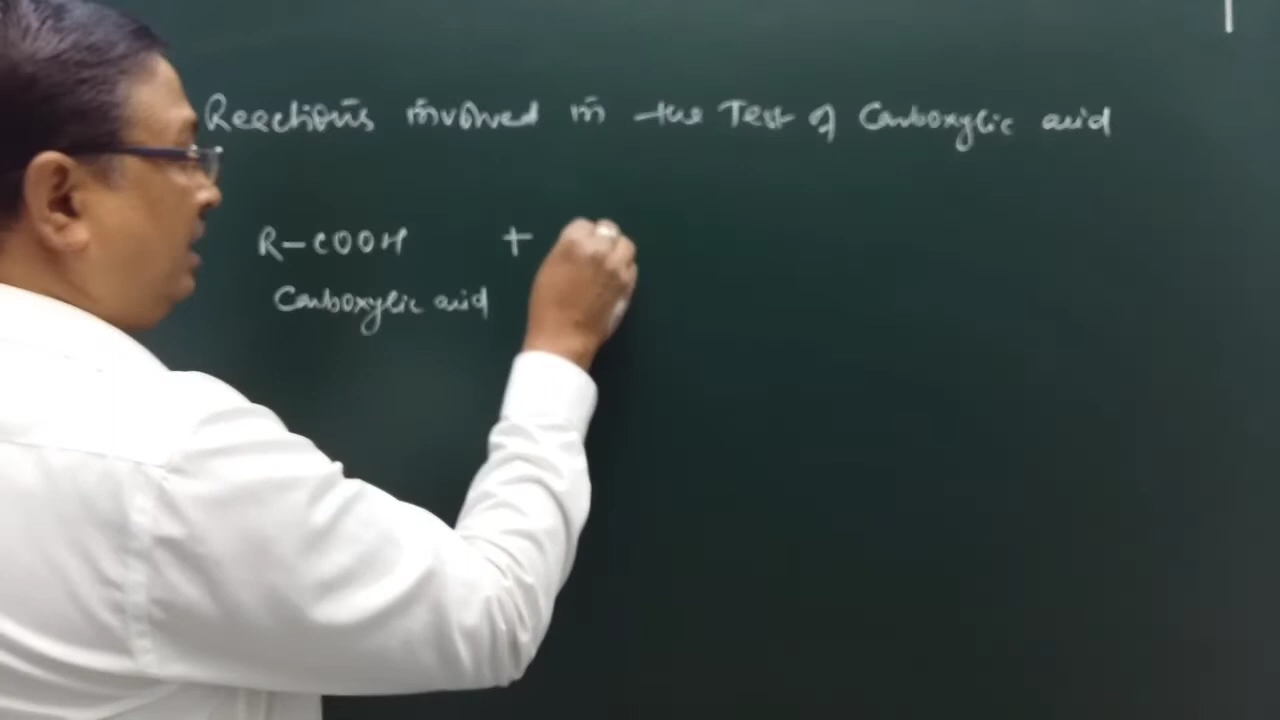 Reactions involved in the Test of Carboxylic acid
R-COOH +
Carboxylic acid